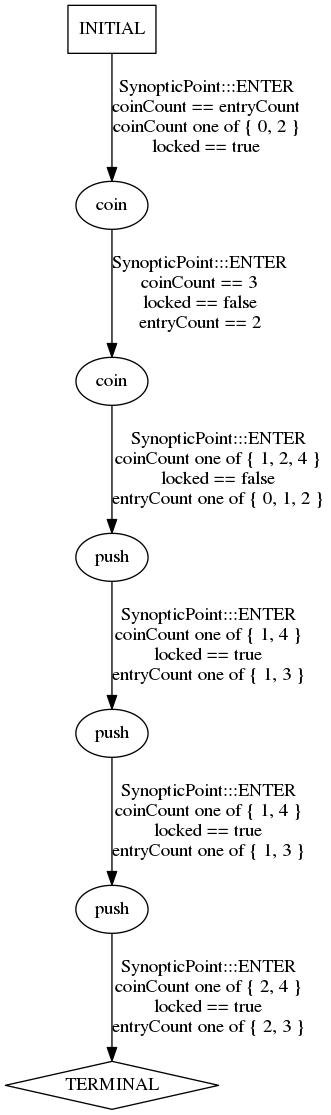 INITIAL
SynopticPoint:::ENTER
coinCount == entryCount
coinCount one of { 0, 2 }
locked == true
coin
SynopticPoint:::ENTER
coinCount == 3
locked == false
entryCount == 2
coin
SynopticPoint:::ENTER
coinCount one of { 1, 2, 4 }
locked == false
entryCount one of { 0, 1, 2 }
push
SynopticPoint:::ENTER
coinCount one of { 1, 4 }
locked == true
entryCount one of { 1, 3 }
push
SynopticPoint:::ENTER
coinCount one of { 1, 4 }
locked == true
entryCount one of { 1, 3 }
push
SynopticPoint:::ENTER
coinCount one of { 2, 4 }
locked == true
entryCount one of { 2, 3 }
TERMINAL